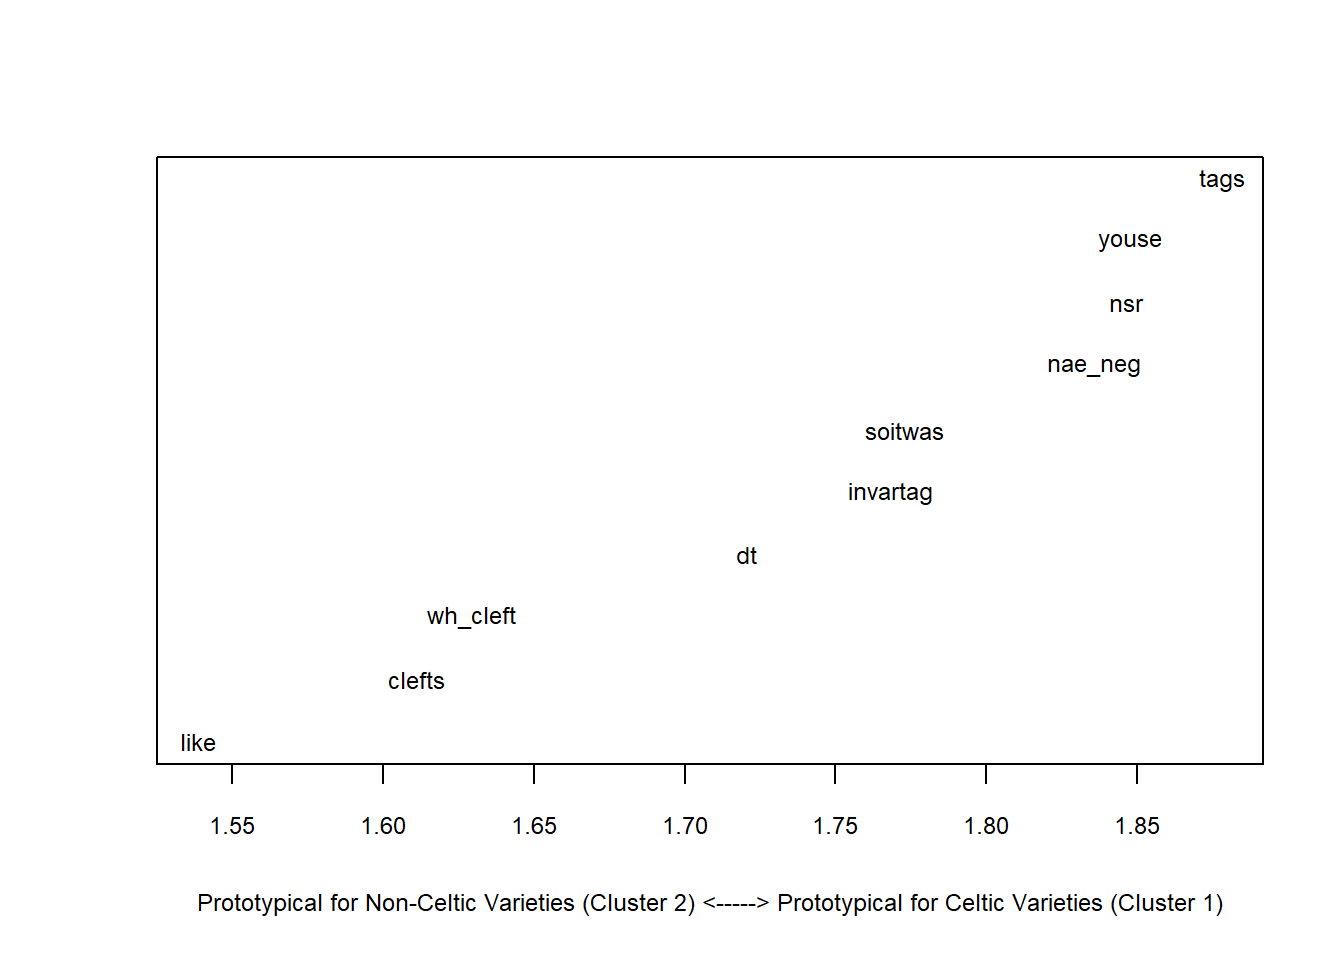 tags
youse
nsr
nae_neg
soitwas
invartag
dt
wh_cleft
clefts
like
1.55 1.60 1.65 1.70 1.75 1.80 1.85
Prototypical for Non-Celtic Varieties (Cluster 2) <-----> Prototypical for Celtic Varieties (Cluster 1)